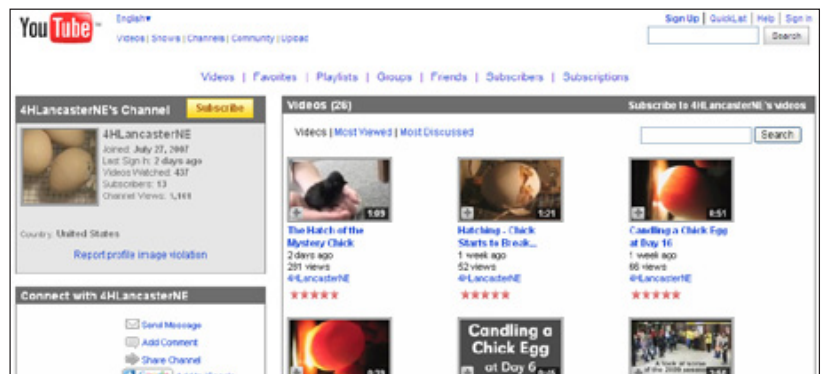 YouTube
English
Videos | Shows | Channels | Community | Upload
Sign Up | QuickList | Help | Sign In
Search
Videos | Favorites | Playlists | Groups | Friends | Subscribers | Subscriptions
4HLancasterNE's Channel
Subscribe
4HLancasterNE
Joined: July 27, 2007
Last Sign In: 2 days ago
Videos Watched: 437
Subscribers: 13
Channel Views:
Country: United States
Report profile image violation
Connect with 4HLancasterNE
Send Message
Add Comment
Share Channel
Videos (26)
Subscribe to 4HLancasterNE's videos
Videos | Most Viewed | Most Discussed
Search
1:09
The Hatch of the
Mystery Chick
2 days ago
281 views
4HLancasterNE
1:21
Hatching - Chick
Starts to Break...
1 week ago
52 views
4HLancasterNE
0:51
Candling a Chick Egg
at Day 16
1 week ago
66 views
4HLancasterNE
Candling a
Chick Egg
at Day 6